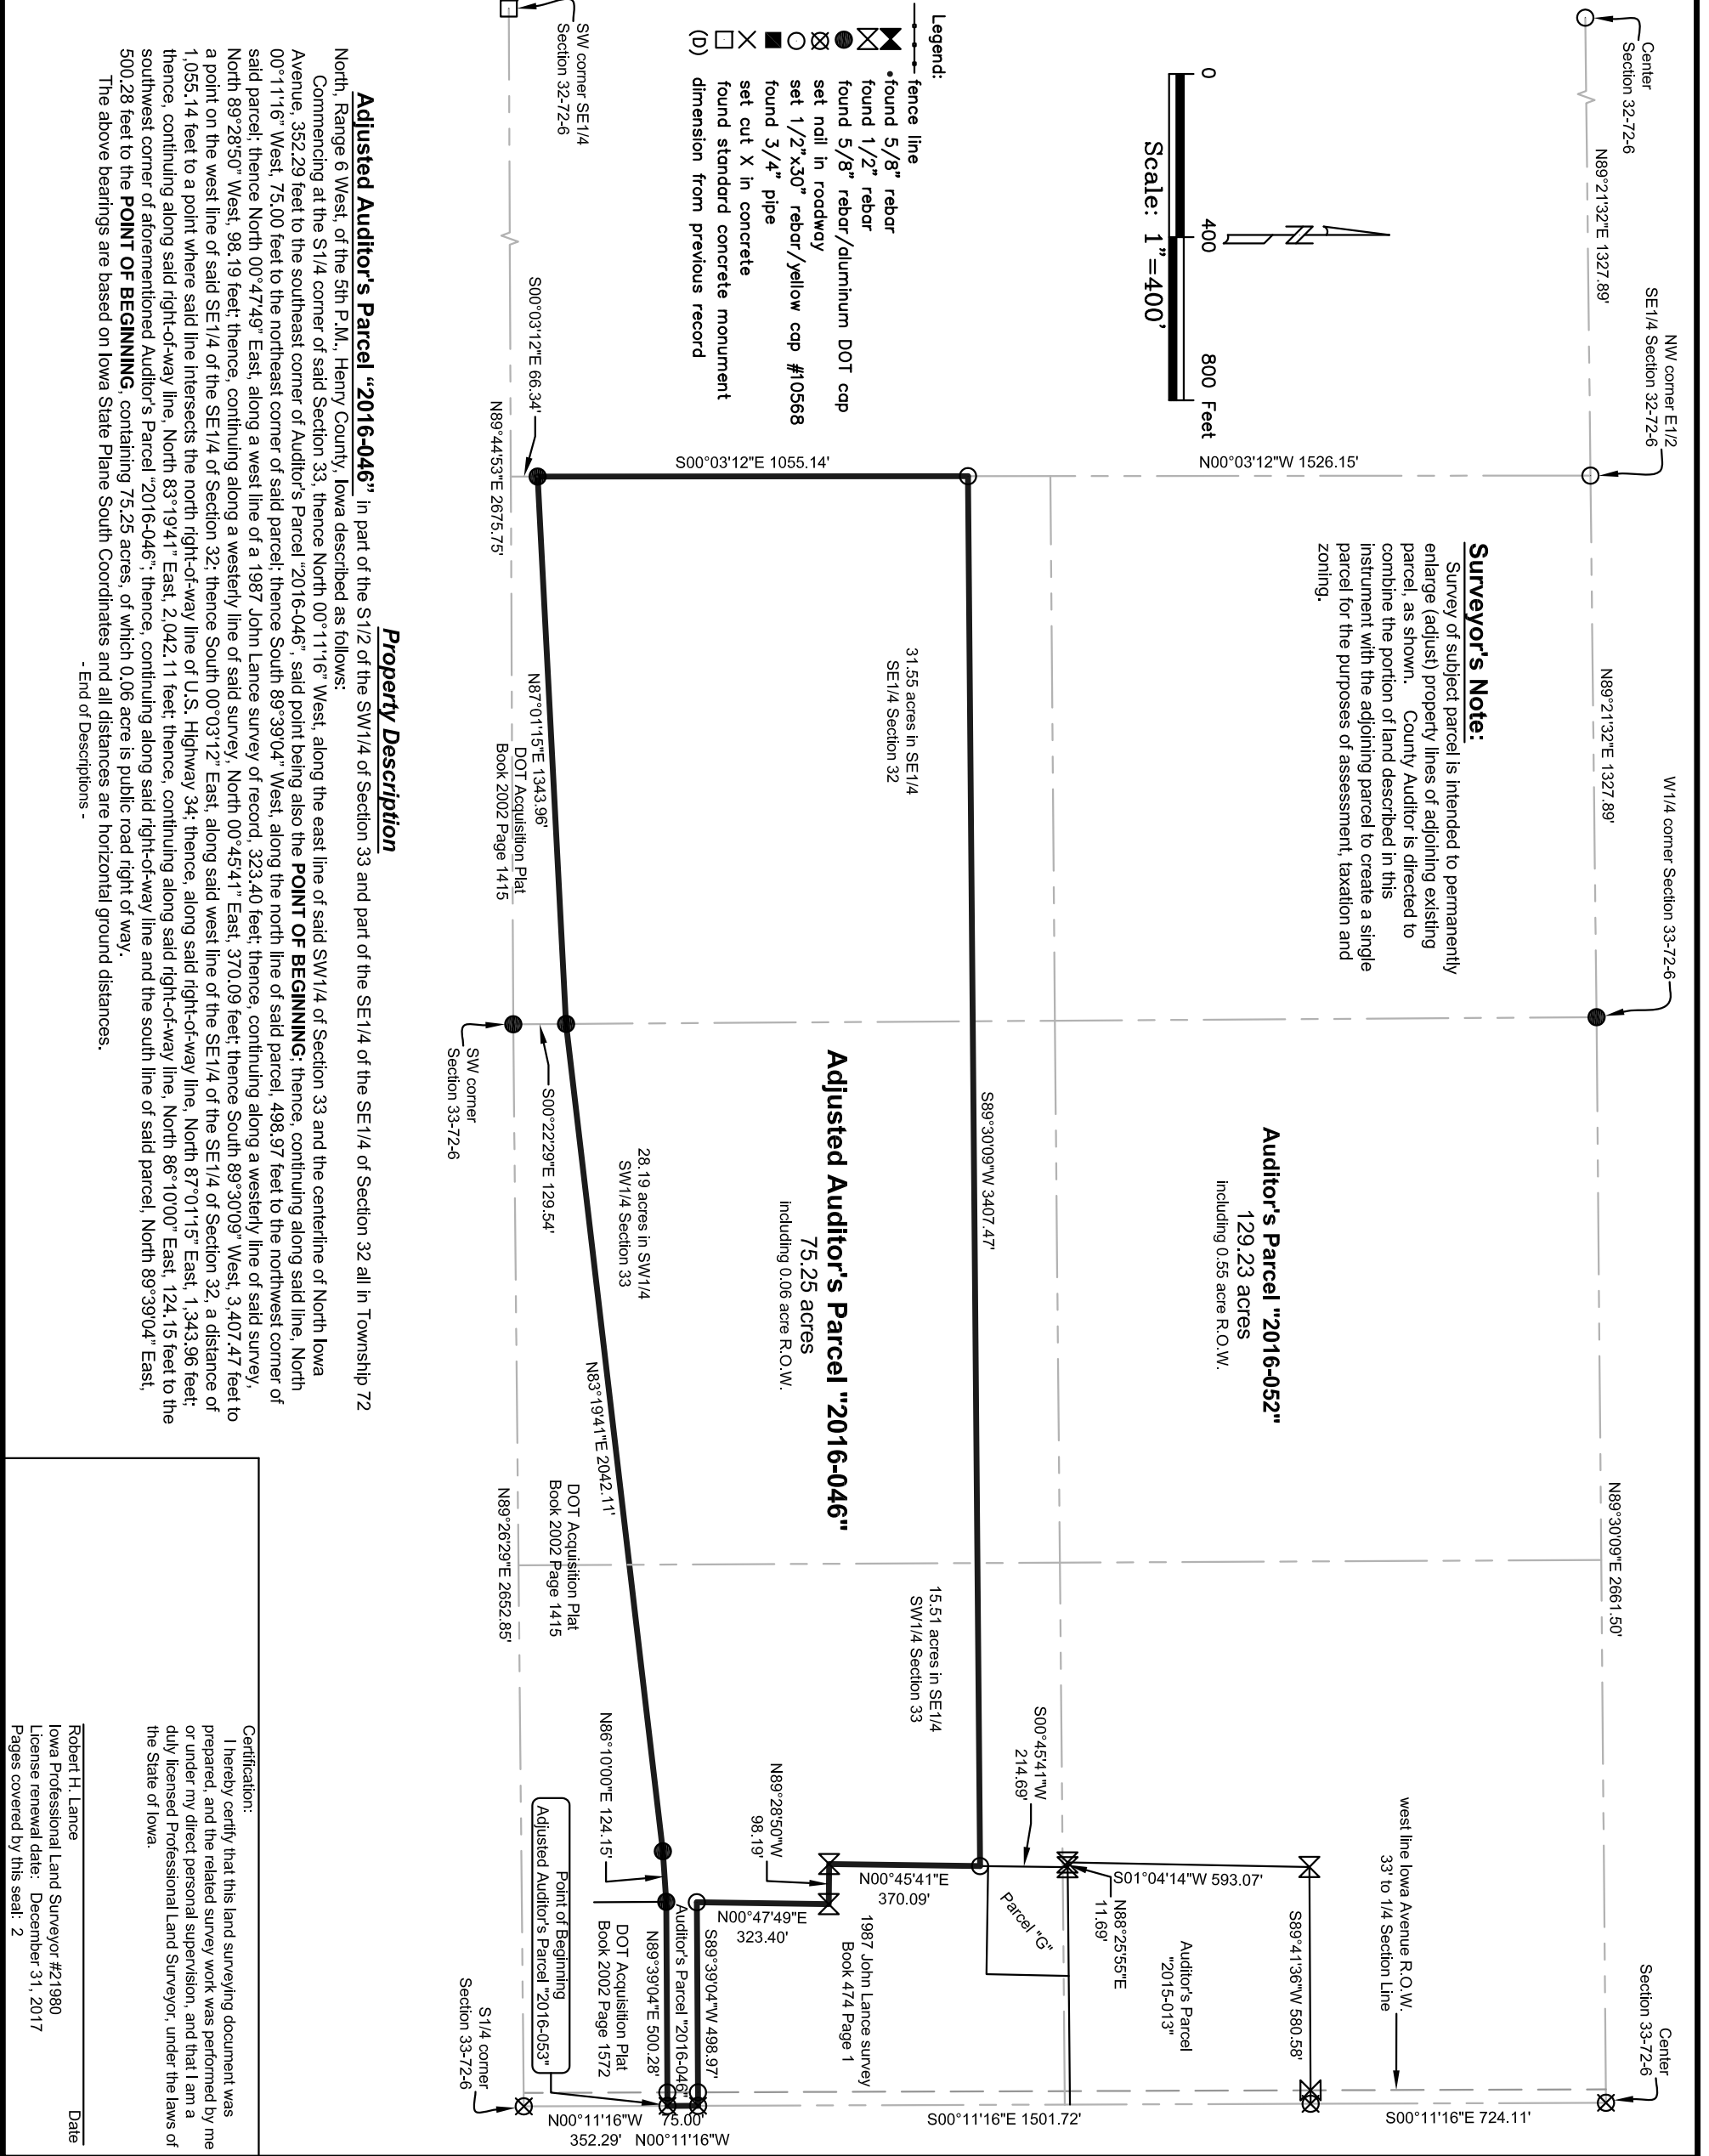 Center
Section 32-72-6
N89°21'32"E 1327.89'
NW corner E1/2
SE1/4 Section 32-72-6
N89°21'32"E 1327.89'
W1/4 corner Section 33-72-6
N89°30'09"E 2661.50'
Center
Section 33-72-6
0 400 800 Feet
Scale: 1"=400'
N00°03'12"W 1526.15'
Surveyor's Note:
Survey of subject parcel is intended to permanently
enlarge (adjust) property lines of adjoining existing
parcel, as shown. County Auditor is directed to
combine the portion of land described in this
instrument with the adjoining parcel to create a single
parcel for the purposes of assessment, taxation and
zoning.
Auditor's Parcel "2016-052"
129.23 acres
including 0.55 acre R.O.W.
west line Iowa Avenue R.O.W.
33' to 1/4 Section Line
S00°11'16"E 724.11'
S89°41'36"W 580.58'
S01°04'14"W 593.07'
Auditor's Parcel
"2015-013"
N88°25'55"E
11.69'
S00°45'41"W
214.69'
Parcel "G"
S00°11'16"E 1501.72'
Legend:
fence line
found 5/8" rebar
found 1/2" rebar
found 5/8" rebar/aluminum DOT cap
set nail in roadway
set 1/2"x30" rebar/yellow cap #10568
found 3/4" pipe
set cut X in concrete
found standard concrete monument
(D) dimension from previous record
S00°03'12"E 1055.14'
S89°30'09"W 3407.47'
31.55 acres in SE1/4
SE1/4 Section 32
15.51 acres in SE1/4
SW1/4 Section 33
Adjusted Auditor's Parcel "2016-046"
75.25 acres
including 0.06 acre R.O.W.
28.19 acres in SW1/4
SW1/4 Section 33
N00°45'41"E
370.09'
1987 John Lance survey
Book 474 Page 1
N89°28'50"W
98.19'
N00°47'49"E
323.40'
S89°39'04"W 498.97'
Auditor's Parcel "2016-046"
N89°39'04"E 500.28'
DOT Acquisition Plat
Book 2002 Page 1572
75.00'
N00°11'16"W
N00°11'16"W
352.29'
N86°10'00"E 124.15'
Point of Beginning
Adjusted Auditor's Parcel "2016-053"
N83°19'41"E 2042.11'
DOT Acquisition Plat
Book 2002 Page 1415
S00°22'29"E 129.54'
N87°01'15"E 1343.96'
DOT Acquisition Plat
Book 2002 Page 1415
S00°03'12"E 66.34'
SW corner SE1/4
Section 32-72-6
N89°44'53"E 2675.75'
SW corner
Section 33-72-6
N89°26'29"E 2652.85'
S1/4 corner
Section 33-72-6
Property Description
Adjusted Auditor's Parcel “2016-046” in part of the S1/2 of the SW1/4 of Section 33 and part of the SE1/4 of the SE1/4 of Section 32 all in Township 72
North, Range 6 West, of the 5th P.M., Henry County, Iowa described as follows:
Commencing at the S1/4 corner of said Section 33, thence North 00°11'16" West, along the east line of said SW1/4 of Section 33 and the centerline of North Iowa
Avenue, 352.29 feet to the southeast corner of Auditor's Parcel “2016-046”, said point being also the POINT OF BEGINNING; thence, continuing along said line, North
00°11'16" West, 75.00 feet to the northeast corner of said parcel; thence South 89°39'04” West, along the north line of said parcel, 498.97 feet to the northwest corner of
said parcel; thence North 00°47'49” East, along a west line of a 1987 John Lance survey of record, 323.40 feet; thence, continuing along a westerly line of said survey,
North 89°28'50” West, 98.19 feet; thence, continuing along a westerly line of said survey, North 00°45'41” East, 370.09 feet; thence South 89°30'09” West, 3,407.47 feet to
a point on the west line of said SE1/4 of the SE1/4 of Section 32; thence South 00°03'12” East, along said west line of the SE1/4 of the SE1/4 of Section 32, a distance of
1,055.14 feet to a point where said line intersects the north right-of-way line of U.S. Highway 34; thence, along said right-of-way line, North 87°01'15” East, 1,343.96 feet;
thence, continuing along said right-of-way line, North 83°19'41” East, 2,042.11 feet; thence, continuing along said right-of-way line, North 86°10'00” East, 124.15 feet to the
southwest corner of aforementioned Auditor's Parcel “2016-046”; thence, continuing along said right-of-way line and the south line of said parcel, North 89°39'04” East,
500.28 feet to the POINT OF BEGINNING, containing 75.25 acres, of which 0.06 acre is public road right of way.
The above bearings are based on Iowa State Plane South Coordinates and all distances are horizontal ground distances.
- End of Descriptions -
Certification:
I hereby certify that this land surveying document was
prepared, and the related survey work was performed by me
or under my direct personal supervision, and that I am a
duly licensed Professional Land Surveyor, under the laws of
the State of Iowa.
Robert H. Lance Date
Iowa Professional Land Surveyor #21980
License renewal date: December 31, 2017
Pages covered by this seal: 2